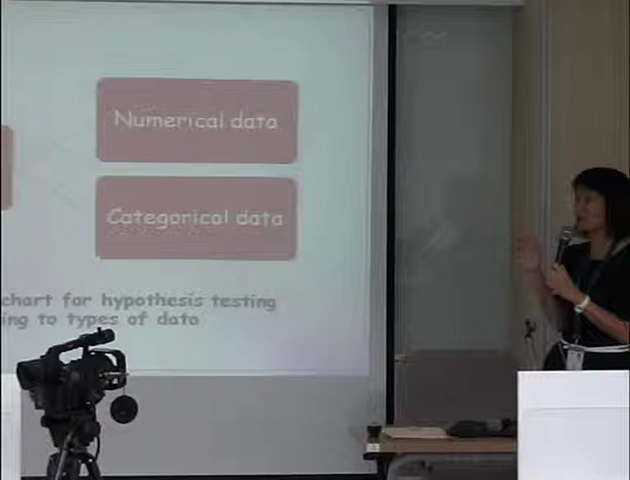 Numerical data
Categorical data
chart for hypothesis testing
ing to types of data